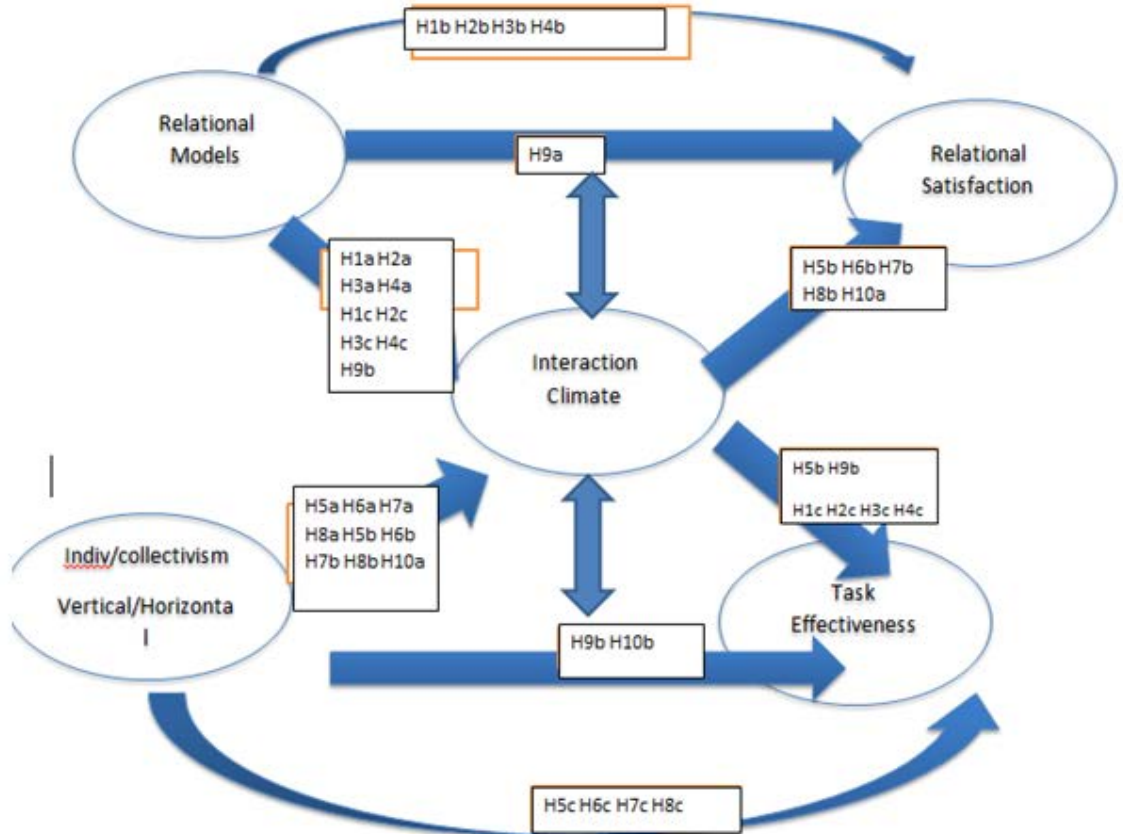 H1b H2b H3b H4b
Relational
Models
H9a
Relational
Satisfaction
H1a H2a
H3a H4a
H1c H2c
H3c H4c
H9b
H5b H6b H7b
H8b H10a
Interaction
Climate
H5b H9b
H1c H2c H3c H4c
H5a H6a H7a
H8a H5b H6b
H7b H8b H10a
Indiv/collectivism
Vertical/Horizonta
l
Task
Effectiveness
H9b H10b
H5c H6c H7c H8c